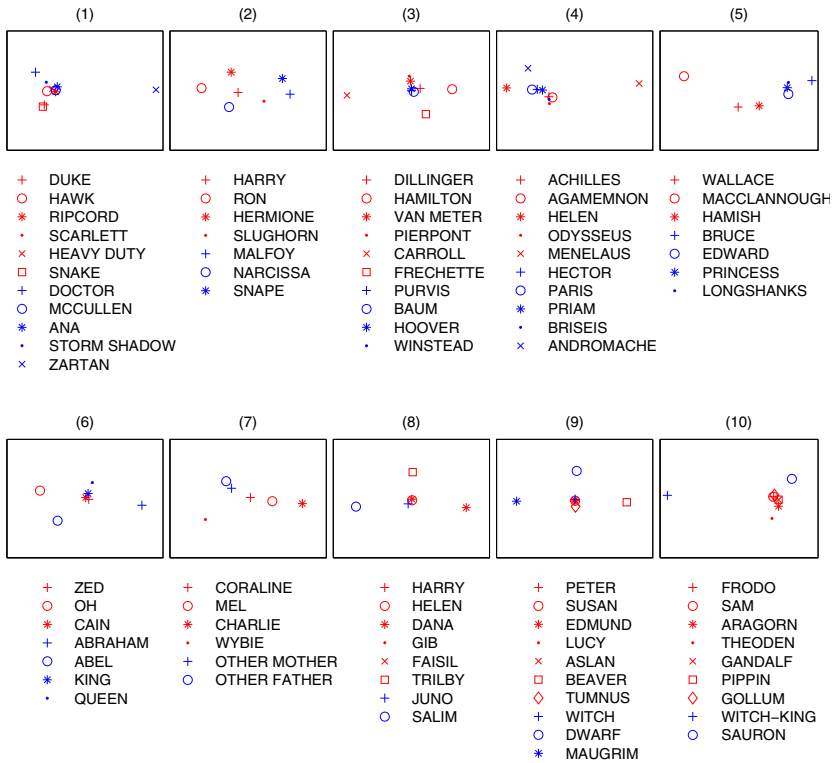 (1)
(2)
(3)
(4)
(5)
DUKE
HAWK
RIPCORD
SCARLETT
HEAVY DUTY
SNAKE
DOCTOR
MCCULLEN
ANA
STORM SHADOW
ZARTAN
HARRY
RON
HERMIONE
SLUGHORN
MALFOY
NARCISSA
SNAPE
DILLINGER
HAMILTON
VAN METER
PIERPONT
CARROLL
FRECHETTE
PURVIS
BAUM
HOOVER
WINSTEAD
ACHILLES
AGAMEMNON
HELEN
ODYSSEUS
MENELAUS
HECTOR
PARIS
PRIAM
BRISEIS
ANDROMACHE
WALLACE
MACCLANNOUGH
HAMISH
BRUCE
EDWARD
PRINCESS
LONGSHANKS
(6)
(7)
(8)
(9)
(10)
ZED
OH
CAIN
ABRAHAM
ABEL
KING
QUEEN
CORALINE
MEL
CHARLIE
WYBIE
OTHER MOTHER
OTHER FATHER
HARRY
HELEN
DANA
GIB
FAISIL
TRILBY
JUNO
SALIM
PETER
SUSAN
EDMUND
LUCY
ASLAN
BEAVER
TUMNUS
WITCH
DWARF
MAUGRIM
FRODO
SAM
ARAGORN
THEODEN
GANDALF
PIPPIN
GOLLUM
WITCH-KING
SAURON